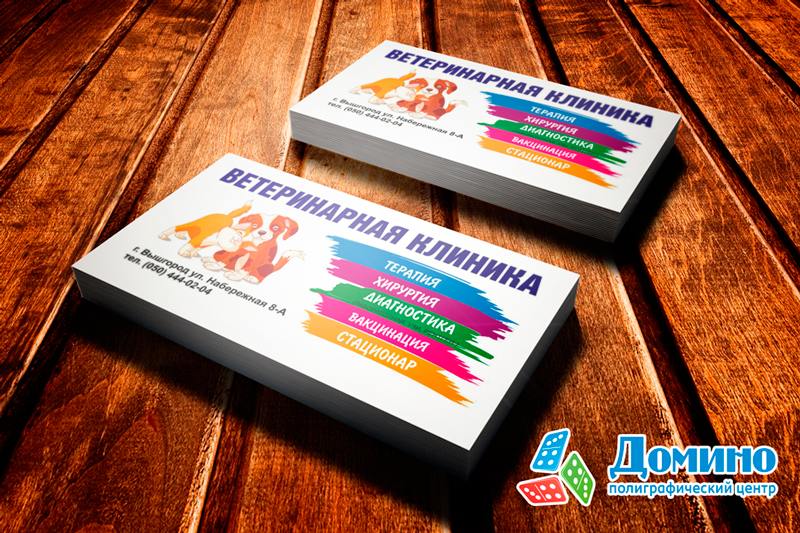 ВЕТЕРИНАРНАЯ КЛИНИКА
г. Вышгород ул. Набережная 8-А
тел. (050) 444-02-04
ТЕРАПИЯ
ХИРУРГИЯ
ДИАГНОСТИКА
ВАКЦИНАЦИЯ
СТАЦИОНАР
ВЕТЕРИНАРНАЯ КЛИНИКА
г. Вышгород ул. Набережная 8-А
тел. (050) 444-02-04
ТЕРАПИЯ
ХИРУРГИЯ
ДИАГНОСТИКА
ВАКЦИНАЦИЯ
СТАЦИОНАР
Домино
полиграфический центр